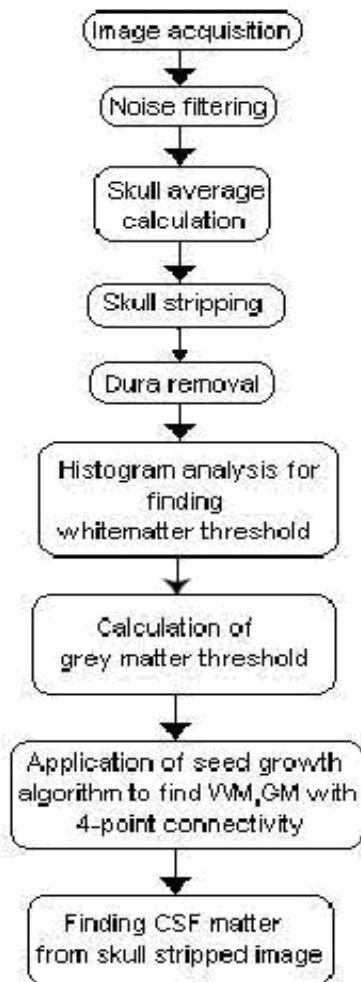 Image acquisition
Noise filtering
Skull average
calculation
Skull stripping
Dura removal
Histogram analysis for
finding
whitematter threshold
Calculation of
grey matter threshold
Application of seed growth
algorithm to find WM,GM with
4-point connectivity
Finding CSF matter
from skull stripped image